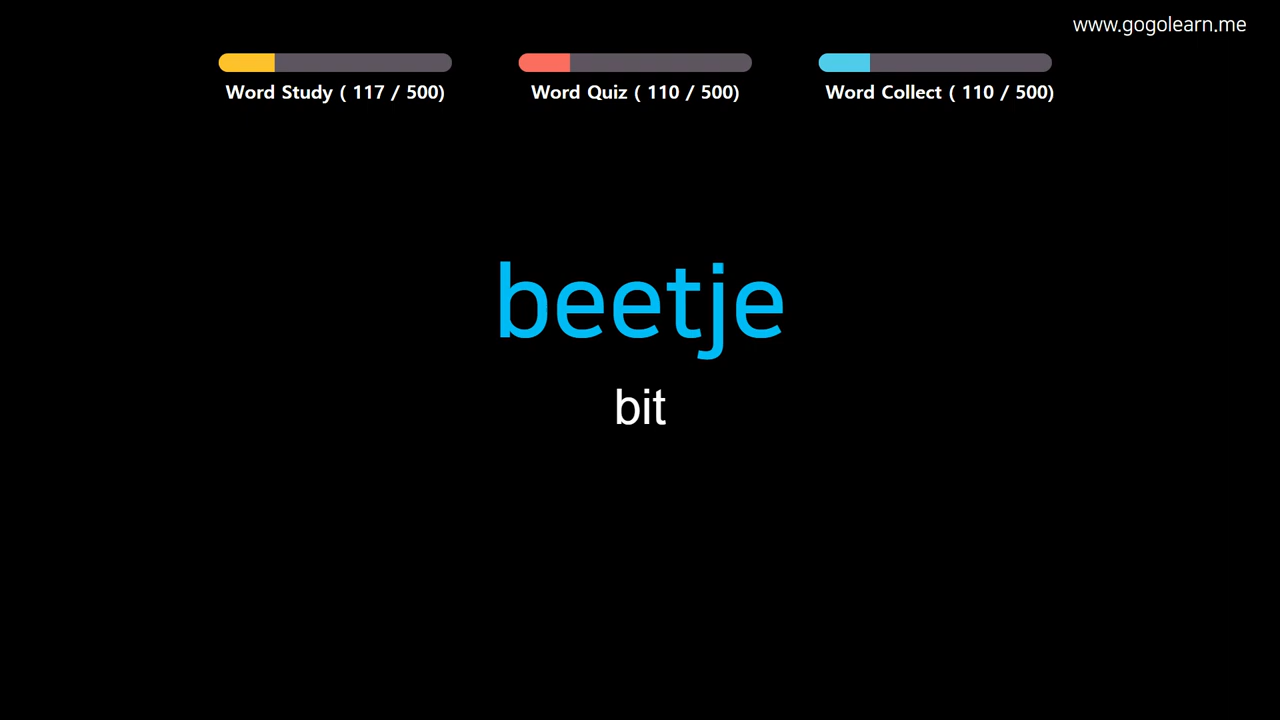 www.gogolearn.me
Word Study ( 117 / 500)
Word Quiz ( 110 / 500)
Word Collect ( 110 / 500)
beetje
bit